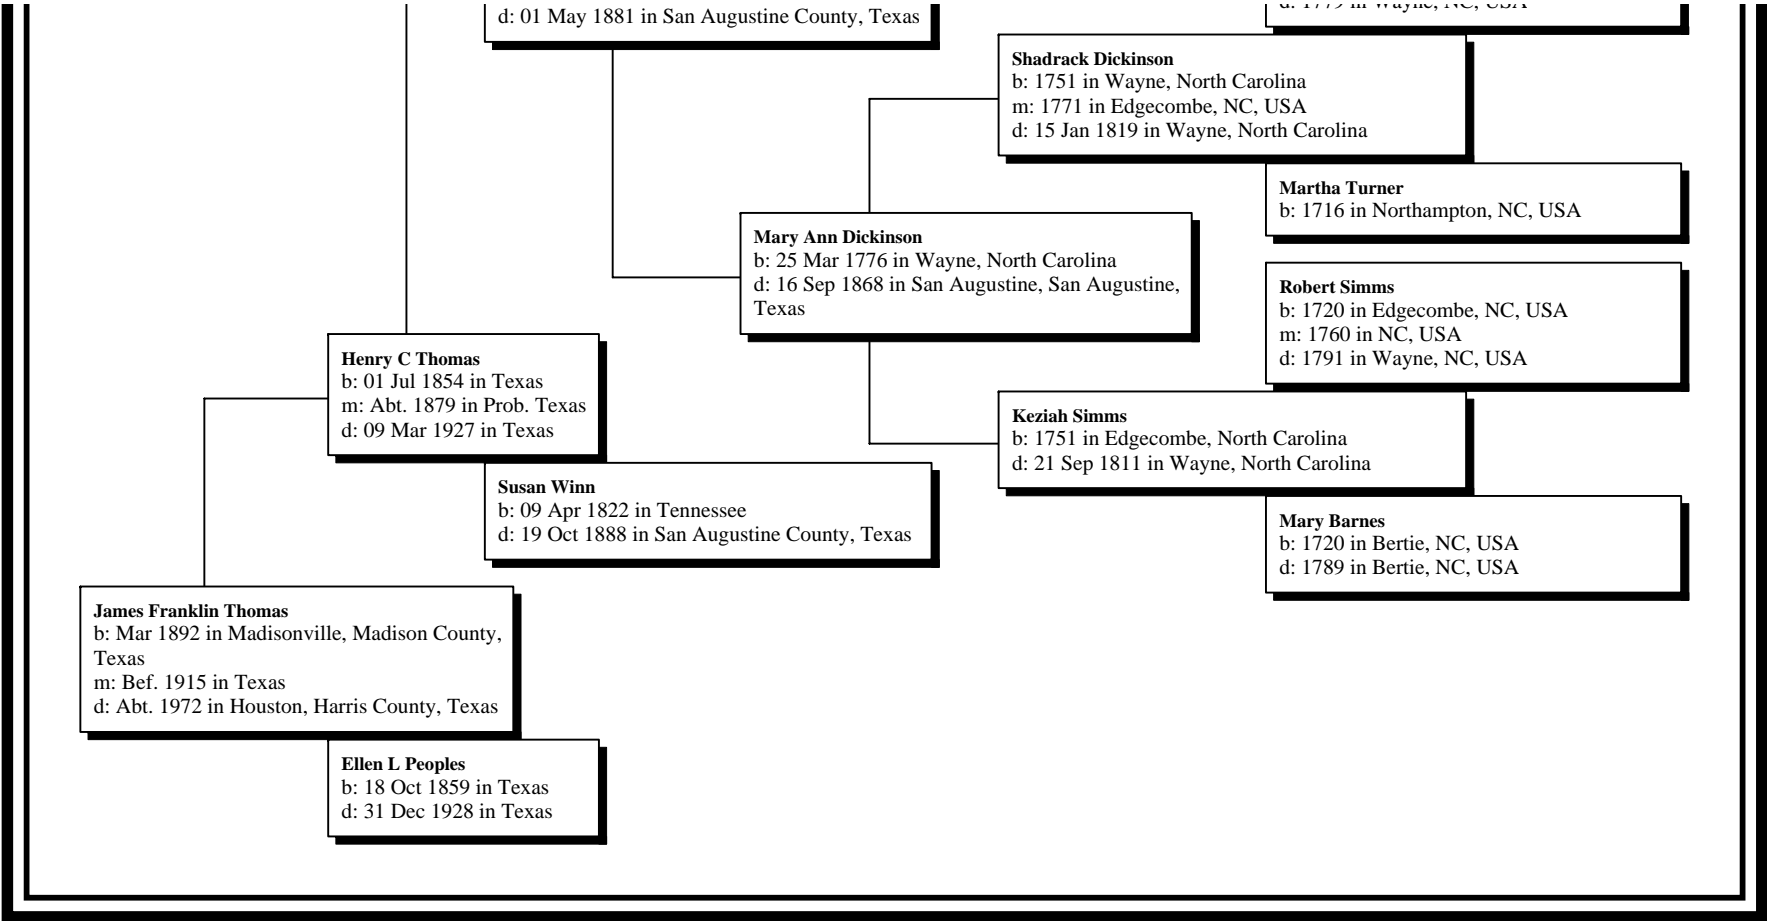 d: 01 May 1881 in San Augustine County, Texas
d: 1779 in Wayne, NC, USA
Shadrack Dickinson
b: 1751 in Wayne, North Carolina
m: 1771 in Edgecombe, NC, USA
d: 15 Jan 1819 in Wayne, North Carolina
Martha Turner
b: 1716 in Northampton, NC, USA
Mary Ann Dickinson
b: 25 Mar 1776 in Wayne, North Carolina
d: 16 Sep 1868 in San Augustine, San Augustine,
Texas
Robert Simms
b: 1720 in Edgecombe, NC, USA
m: 1760 in NC, USA
d: 1791 in Wayne, NC, USA
Henry C Thomas
b: 01 Jul 1854 in Texas
m: Abt. 1879 in Prob. Texas
d: 09 Mar 1927 in Texas
Keziah Simms
b: 1751 in Edgecombe, North Carolina
d: 21 Sep 1811 in Wayne, North Carolina
Susan Winn
b: 09 Apr 1822 in Tennessee
d: 19 Oct 1888 in San Augustine County, Texas
Mary Barnes
b: 1720 in Bertie, NC, USA
d: 1789 in Bertie, NC, USA
James Franklin Thomas
b: Mar 1892 in Madisonville, Madison County,
Texas
m: Bef. 1915 in Texas
d: Abt. 1972 in Houston, Harris County, Texas
Ellen L Peoples
b: 18 Oct 1859 in Texas
d: 31 Dec 1928 in Texas